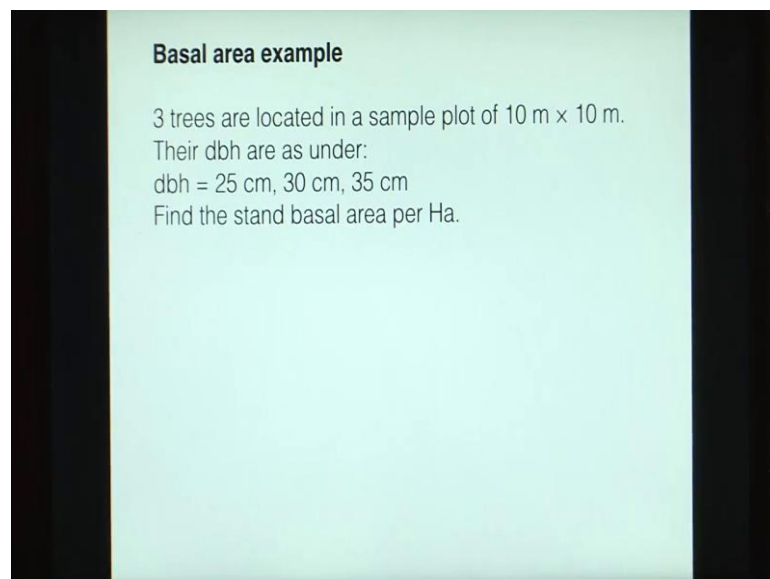 Basal area example
3 trees are located in a sample plot of 10 m × 10 m.
Their dbh are as under:
dbh = 25 cm, 30 cm, 35 cm
Find the stand basal area per Ha.